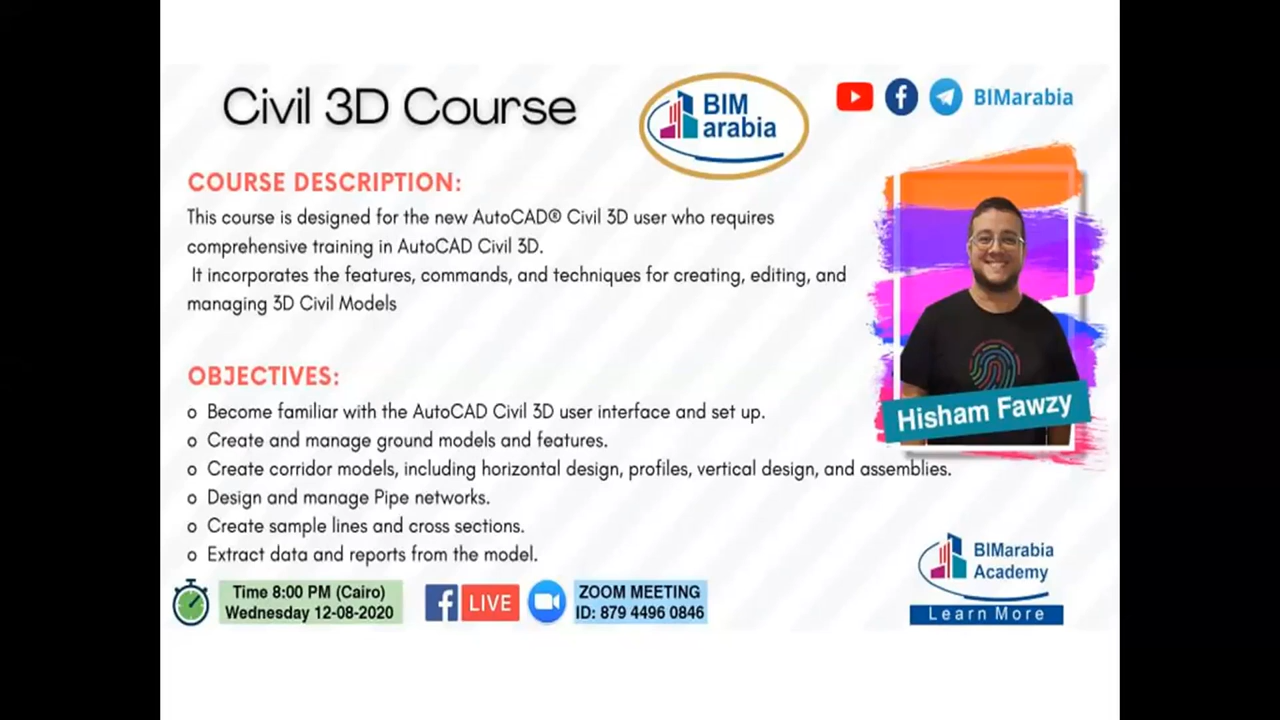 Civil 3D Course
BIM
arabia
BIMarabia
COURSE DESCRIPTION:
This course is designed for the new AutoCAD® Civil 3D user who requires
comprehensive training in AutoCAD Civil 3D.
It incorporates the features, commands, and techniques for creating, editing, and
managing 3D Civil Models
Hisham Fawzy
OBJECTIVES:
o Become familiar with the AutoCAD Civil 3D user interface and set up.
o Create and manage ground models and features.
o Create corridor models, including horizontal design, profiles, vertical design, and assemblies.
o Design and manage Pipe networks.
o Create sample lines and cross sections.
o Extract data and reports from the model.
Time 8:00 PM (Cairo)
Wednesday 12-08-2020
LIVE
ZOOM MEETING
ID: 879 4496 0846
BIMarabia
Academy
Learn More